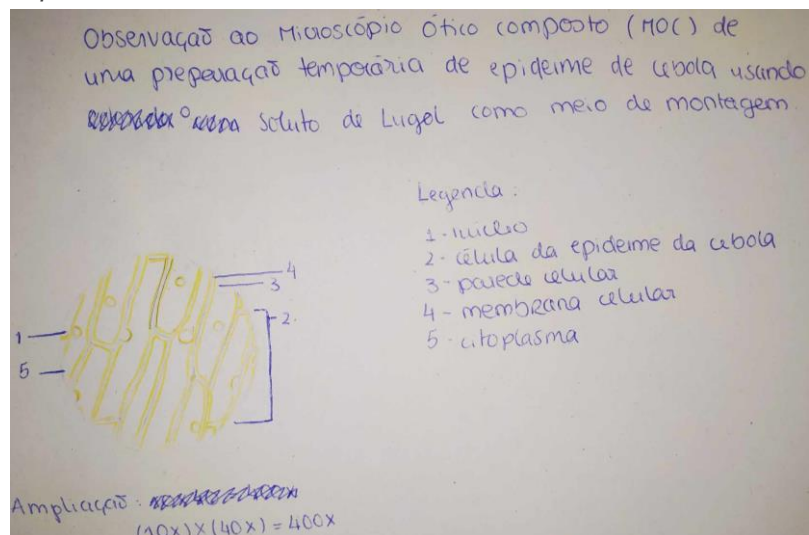 Observação ao Microscópio Ótico composto (MOC) de
uma preparação temporária de epiderme de cebola usando
soluto de Lugol como meio de montagem.
Legenda:
1 - núcleo
2 - célula da epiderme da cebola
3 - parede celular
4 - membrana celular
5 - citoplasma
4
3
2.
1
5
Ampliação:
(10x)x(40x) = 400x